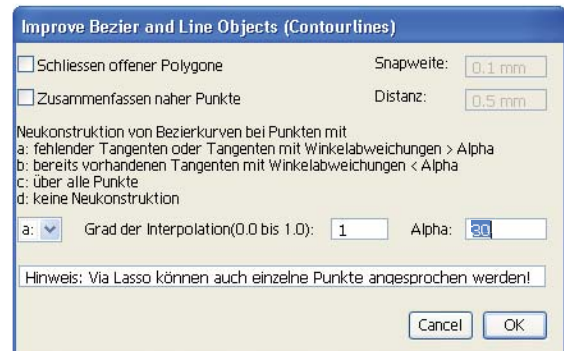 Improve Bezier and Line Objects (Contourlines)
Schliessen offener Polygone Snapweite: 0.1 mm
Zusammenfassen naher Punkte Distanz: 0.5 mm
Neukonstruktion von Bezierkurven bei Punkten mit
a: fehlender Tangenten oder Tangenten mit Winkelabweichungen > Alpha
b: bereits vorhandenen Tangenten mit Winkelabweichungen < Alpha
c: über alle Punkte
d: keine Neukonstruktion
a: Grad der Interpolation(0.0 bis 1.0): 1 Alpha: 30
Hinweis: Via Lasso können auch einzelne Punkte angesprochen werden!
Cancel OK